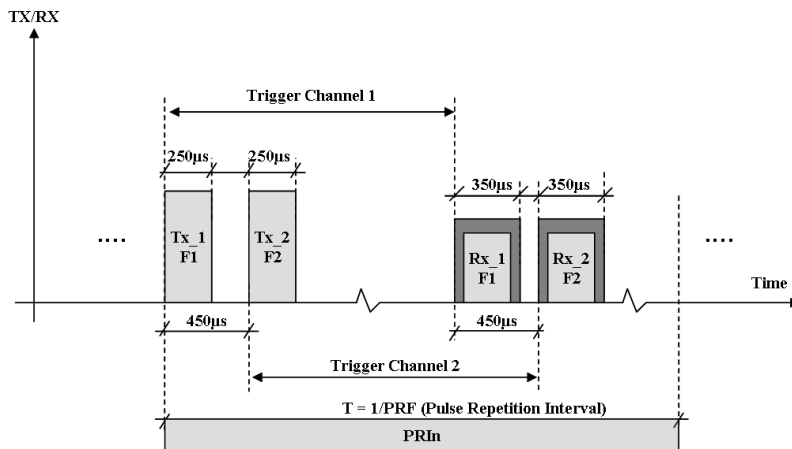 TX/RX
Trigger Channel 1
250µs
250µs
350µs
350µs
Tx_1
F1
Tx_2
F2
Rx_1
F1
Rx_2
F2
....
....
Time
450µs
450µs
Trigger Channel 2
T = 1/PRF (Pulse Repetition Interval)
PRIn